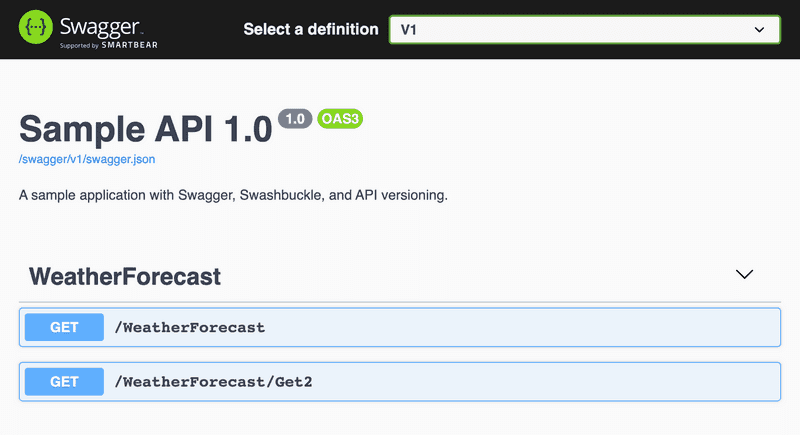 Swagger
Supported by SMARTBEAR
Select a definition
V1
Sample API 1.0 1.0 OAS3
/swagger/v1/swagger.json
A sample application with Swagger, Swashbuckle, and API versioning.
WeatherForecast
GET /WeatherForecast
GET /WeatherForecast/Get2